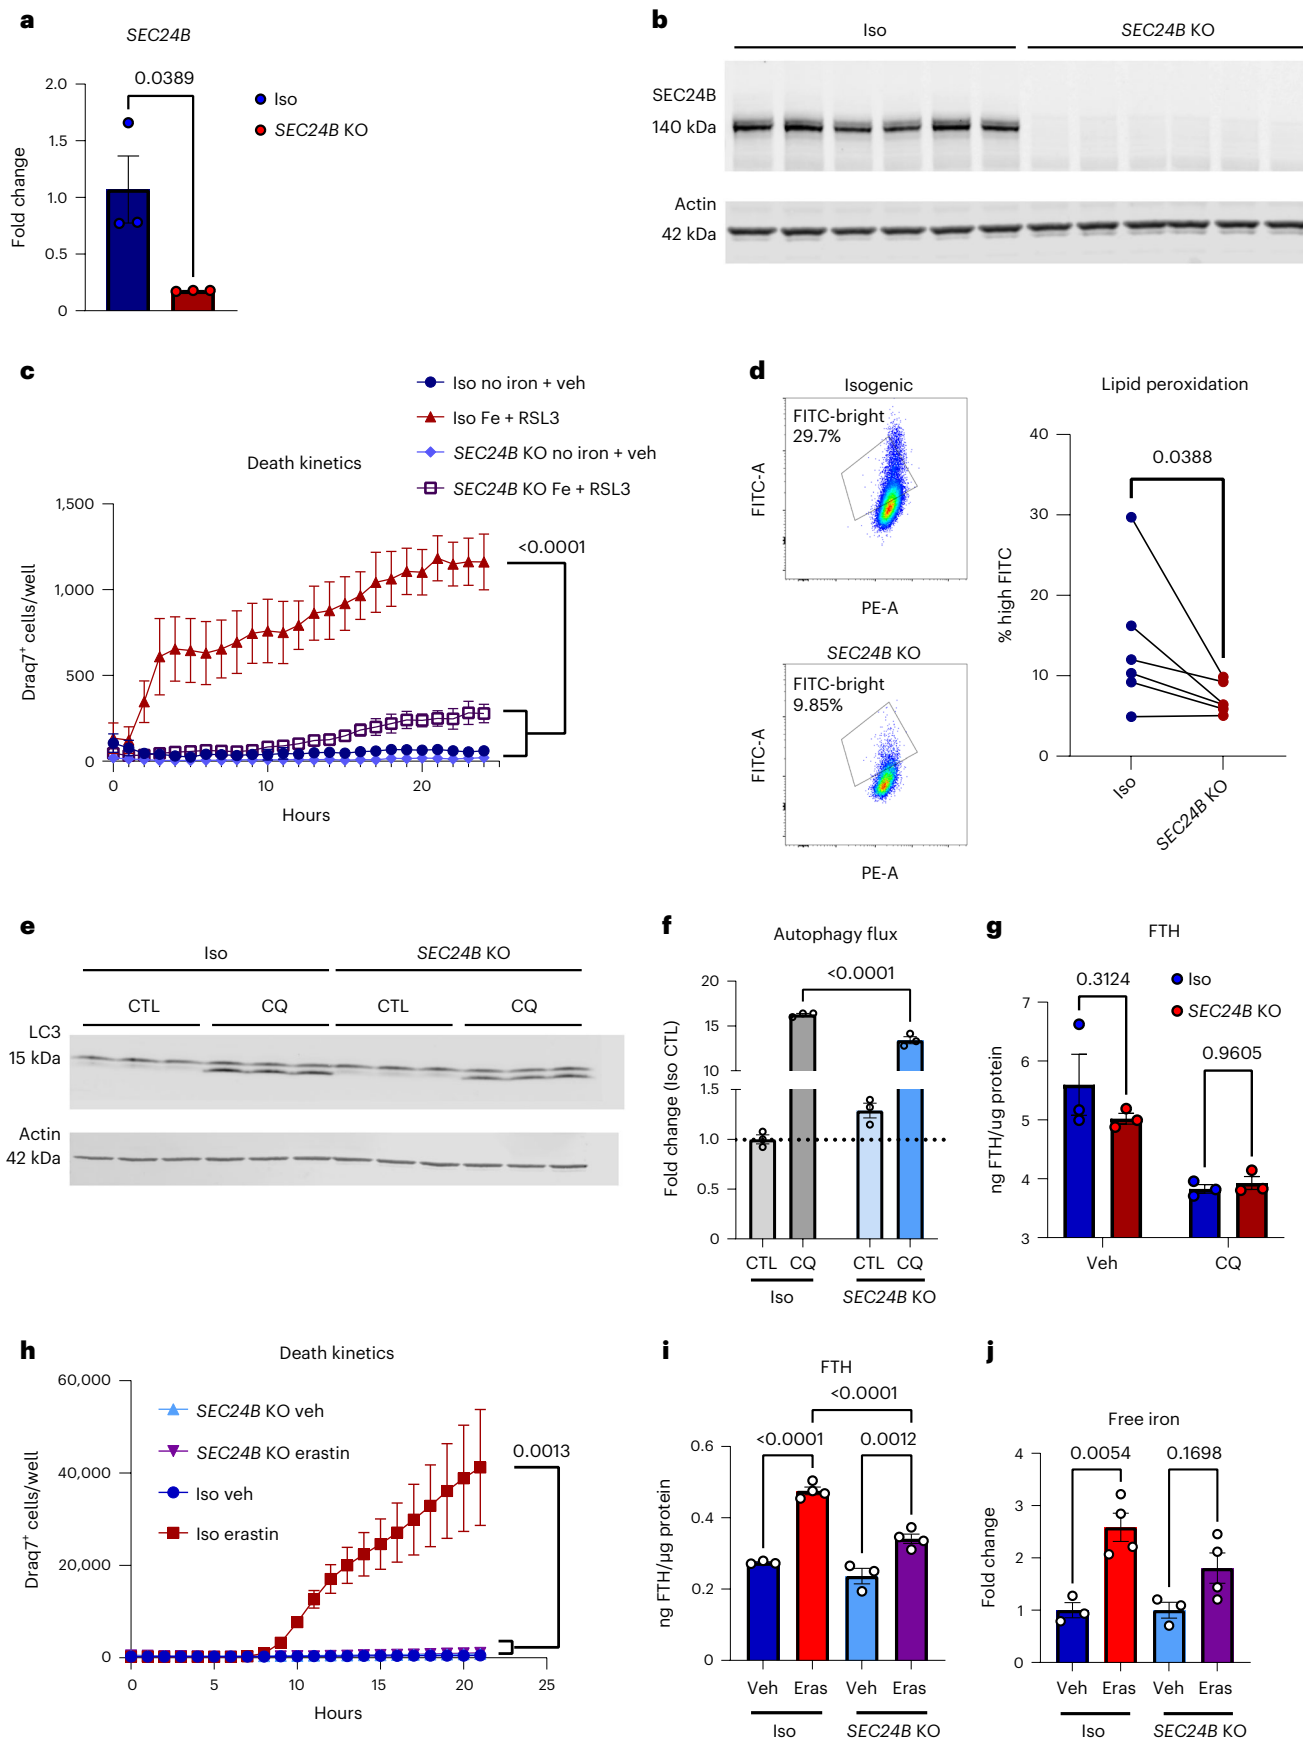 a
SEC24B
0.0389
2.0
1.5
1.0
0.5
0
Fold change
Iso
SEC24B KO
b
Iso
SEC24B KO
SEC24B
140 kDa
Actin
42 kDa
c
Iso no iron + veh
Iso Fe + RSL3
SEC24B KO no iron + veh
SEC24B KO Fe + RSL3
Death kinetics
1,500
1,000
500
0
Draq7+ cells/well
<0.0001
0 10 20
Hours
d
Isogenic
FITC-bright
29.7%
FITC-A
PE-A
SEC24B KO
FITC-bright
9.85%
FITC-A
PE-A
Lipid peroxidation
0.0388
40
30
20
10
0
% high FITC
Iso
SEC24B KO
e
Iso
SEC24B KO
CTL CQ CTL CQ
LC3
15 kDa
Actin
42 kDa
f
Autophagy flux
<0.0001
20
15
10
1.5
1.0
0.5
0
Fold change (Iso CTL)
CTL CQ CTL CQ
Iso SEC24B KO
g
FTH
0.3124
Iso
SEC24B KO
0.9605
7
6
5
4
3
ng FTH/ug protein
Veh CQ
h
Death kinetics
60,000
40,000
20,000
0
Draq7+ cells/well
SEC24B KO veh
SEC24B KO erastin
Iso veh
Iso erastin
0.0013
0 5 10 15 20 25
Hours
i
FTH
<0.0001
<0.0001 0.0012
0.6
0.4
0.2
0
ng FTH/µg protein
Veh Eras Veh Eras
Iso SEC24B KO
j
Free iron
0.0054 0.1698
4
3
2
1
0
Fold change
Veh Eras Veh Eras
Iso SEC24B KO